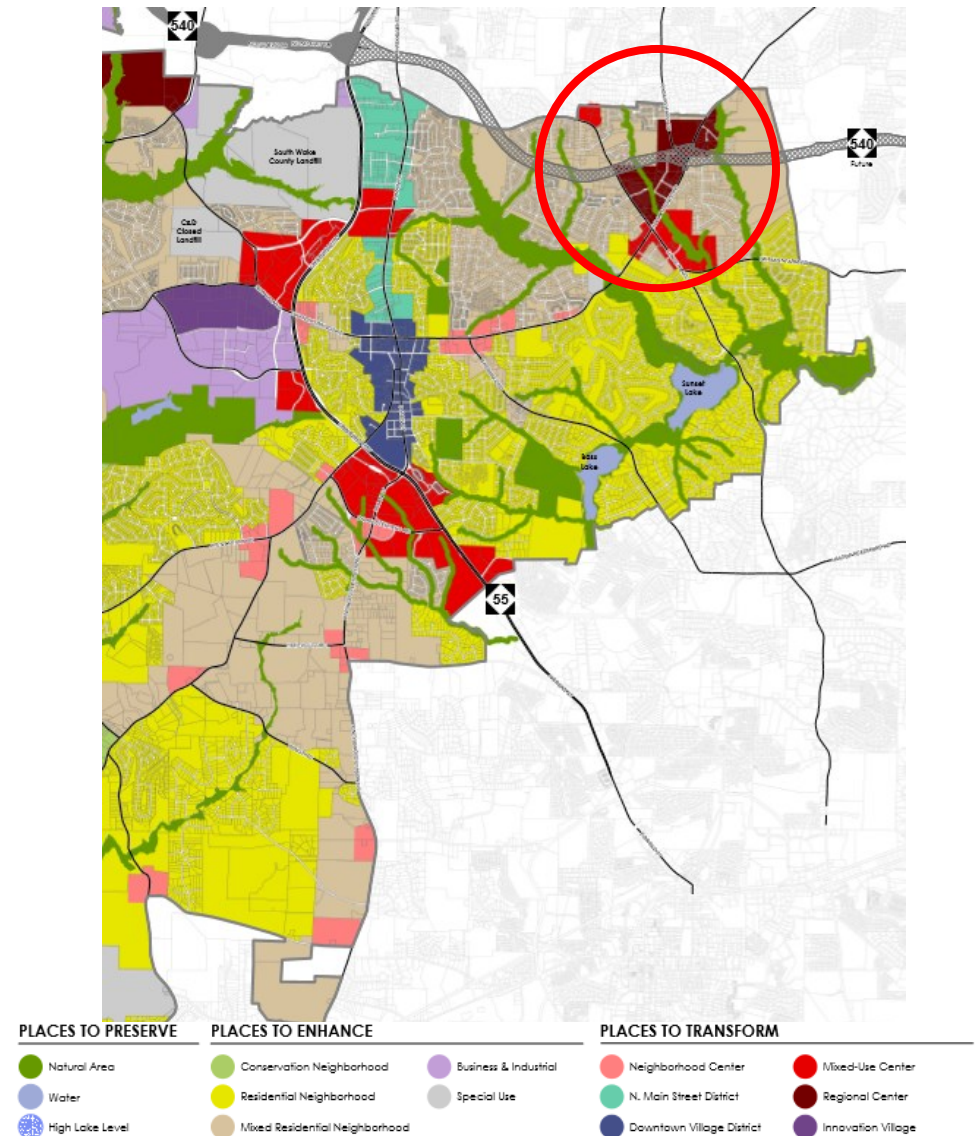 540
South Wake
County Landfill
540
Future
C&D
Closed
Landfill
Sunset
Lake
Bass
Lake
55
PLACES TO PRESERVE
PLACES TO ENHANCE
PLACES TO TRANSFORM
Natural Area
Conservation Neighborhood
Business & Industrial
Neighborhood Center
Mixed-Use Center
Water
Residential Neighborhood
Special Use
N. Main Street District
Regional Center
High Lake Level
Mixed Residential Neighborhood
Downtown Village District
Innovation Village